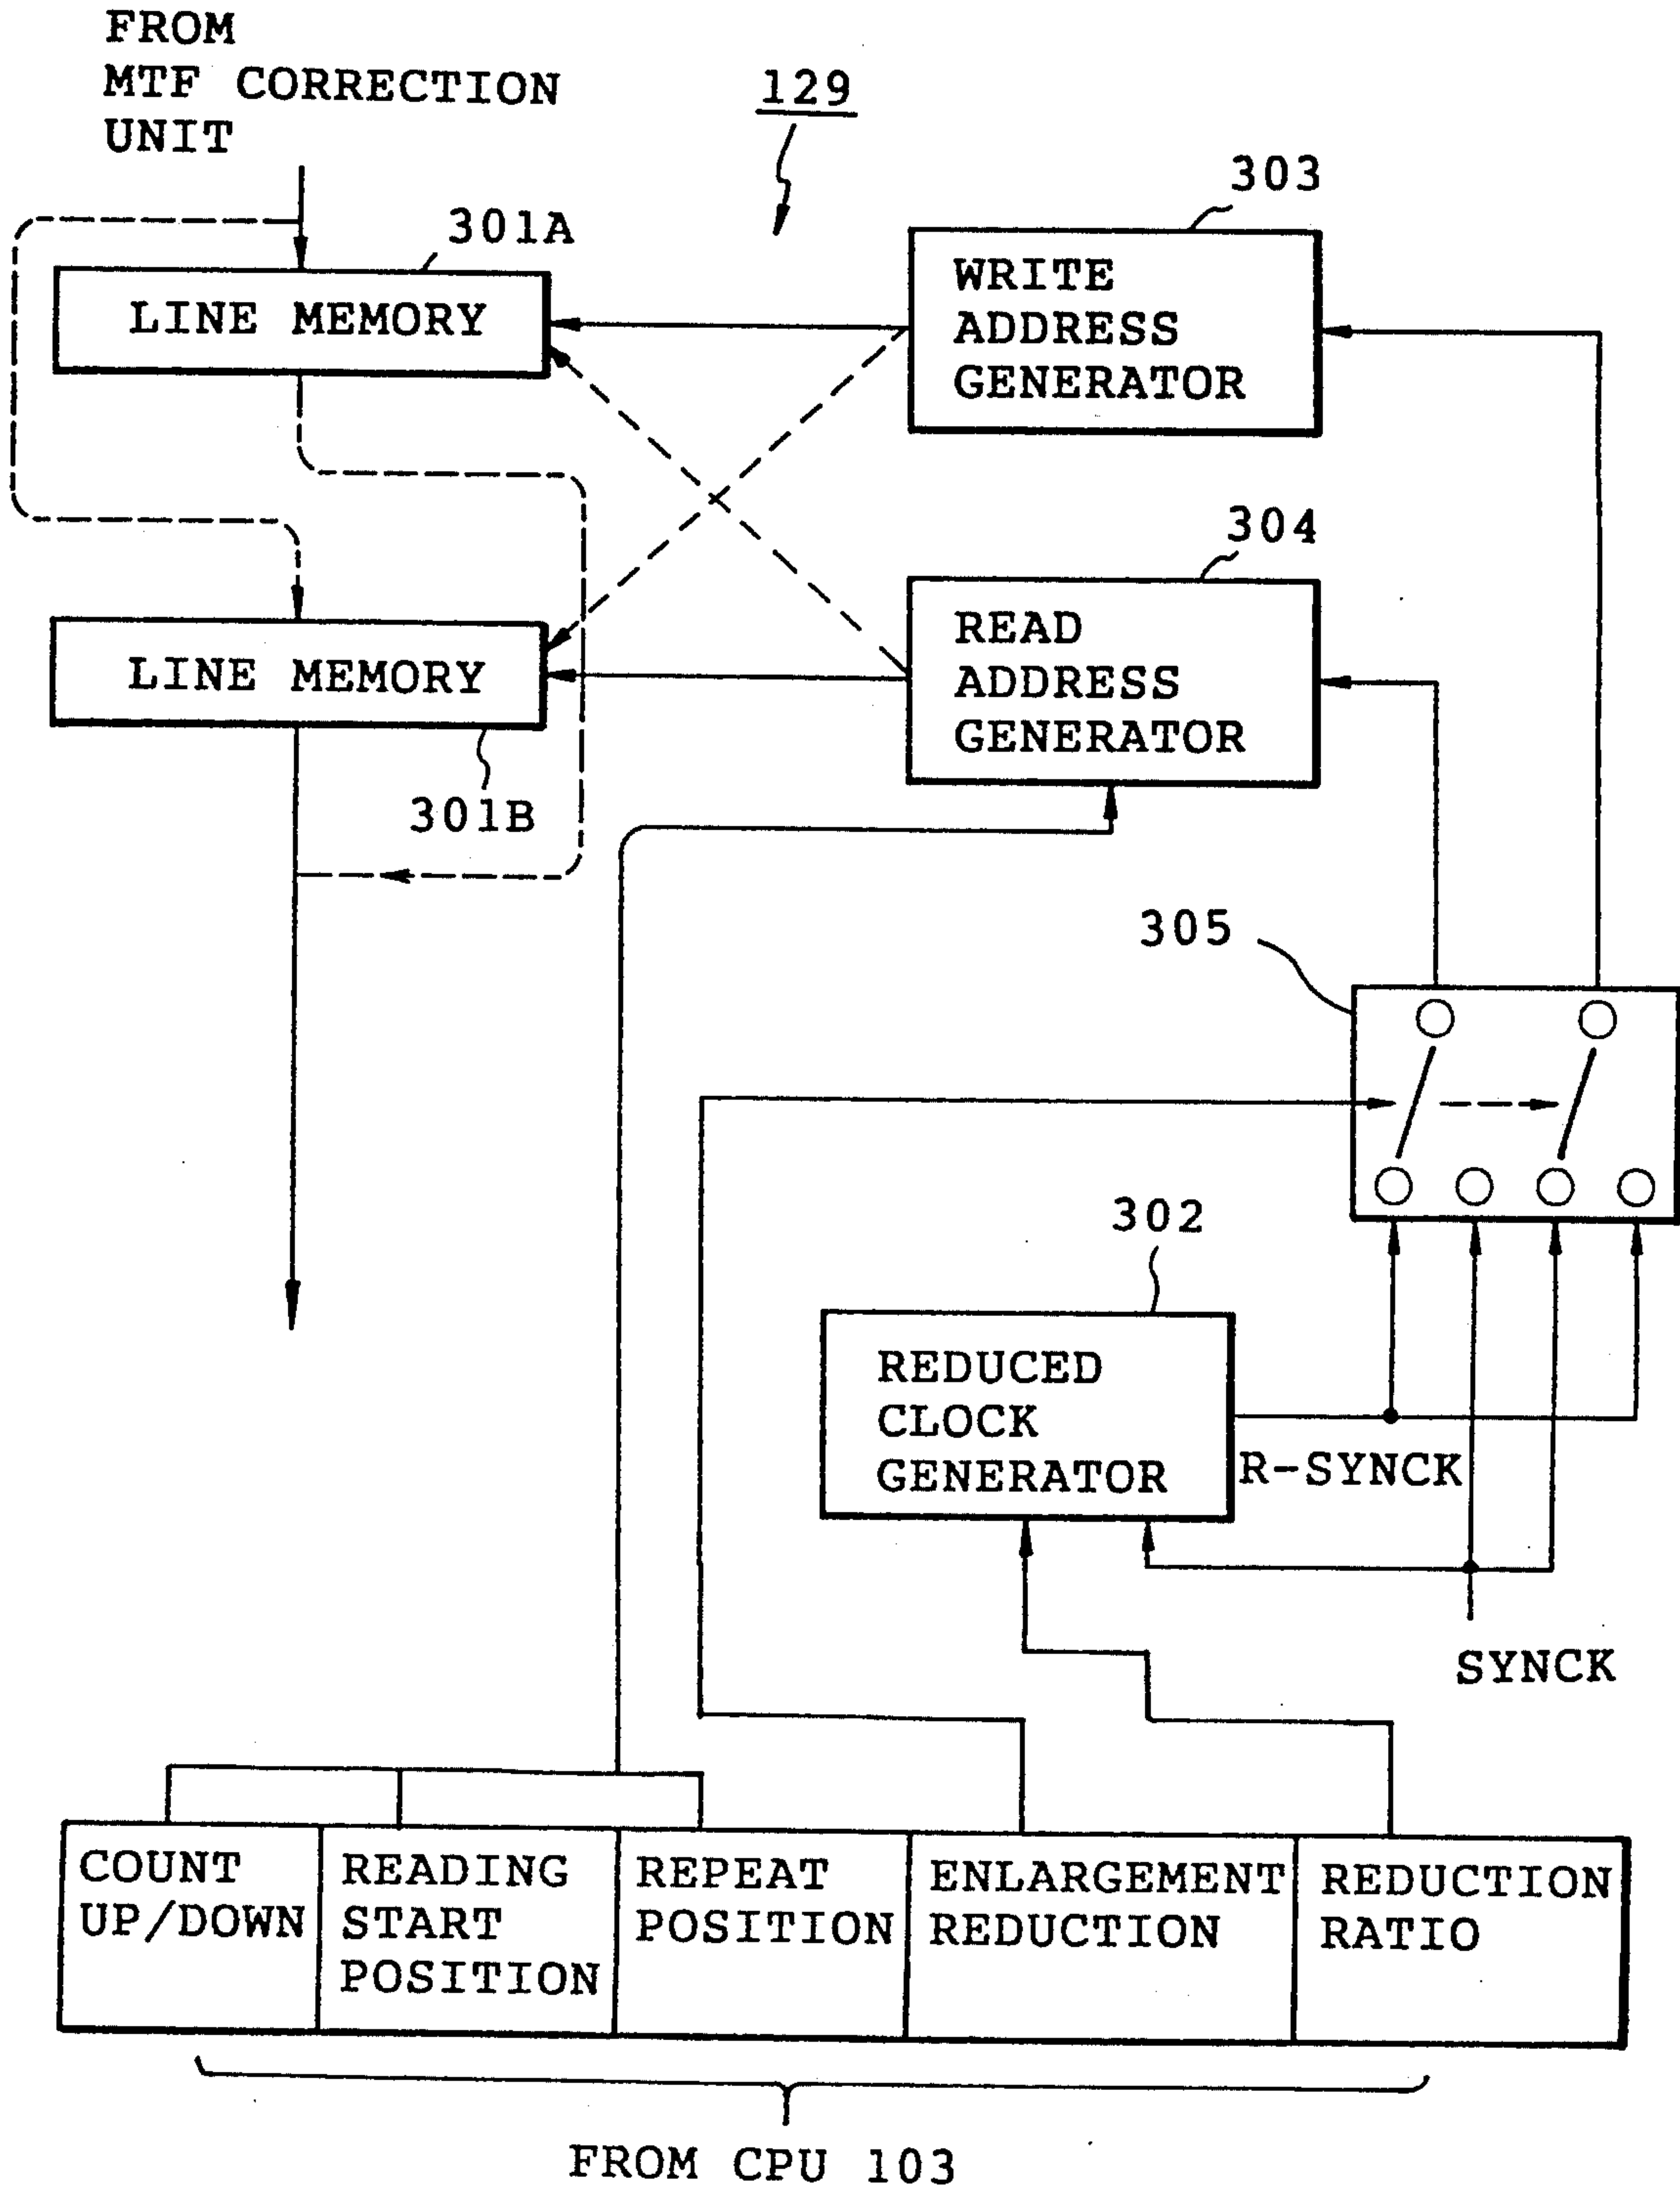 FROM
MTF CORRECTION
UNIT
129
303
301A
LINE MEMORY
WRITE
ADDRESS
GENERATOR
304
LINE MEMORY
301B
READ
ADDRESS
GENERATOR
305
302
REDUCED
CLOCK
GENERATOR
R-SYNCK
SYNCK
COUNT
UP/DOWN
READING
START
POSITION
REPEAT
POSITION
ENLARGEMENT
REDUCTION
REDUCTION
RATIO
FROM CPU 103